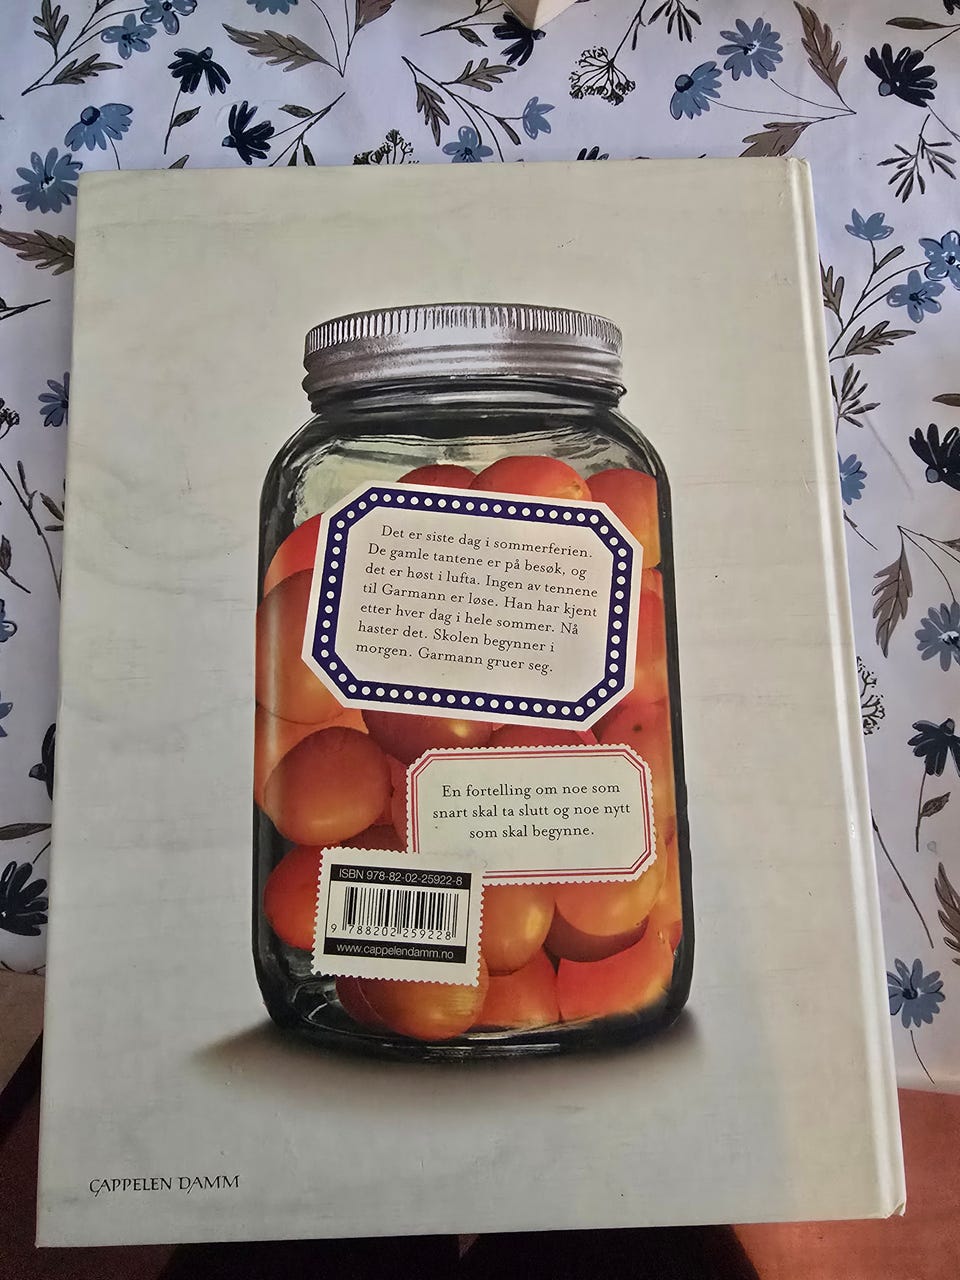 Det er siste dag i sommerferien.
De gamle tantene er på besøk, og
det er høst i lufta. Ingen av tennene
til Garmann er løse. Han har kjent
etter hver dag i hele sommer. Nå
haster det. Skolen begynner i
morgen. Garmann gruer seg.
En fortelling om noe som
snart skal ta slutt og noe nytt
som skal begynne.
ISBN 978-82-02-25922-8
9 788202 259228
www.cappelendamm.no
CAPPELEN DAMM